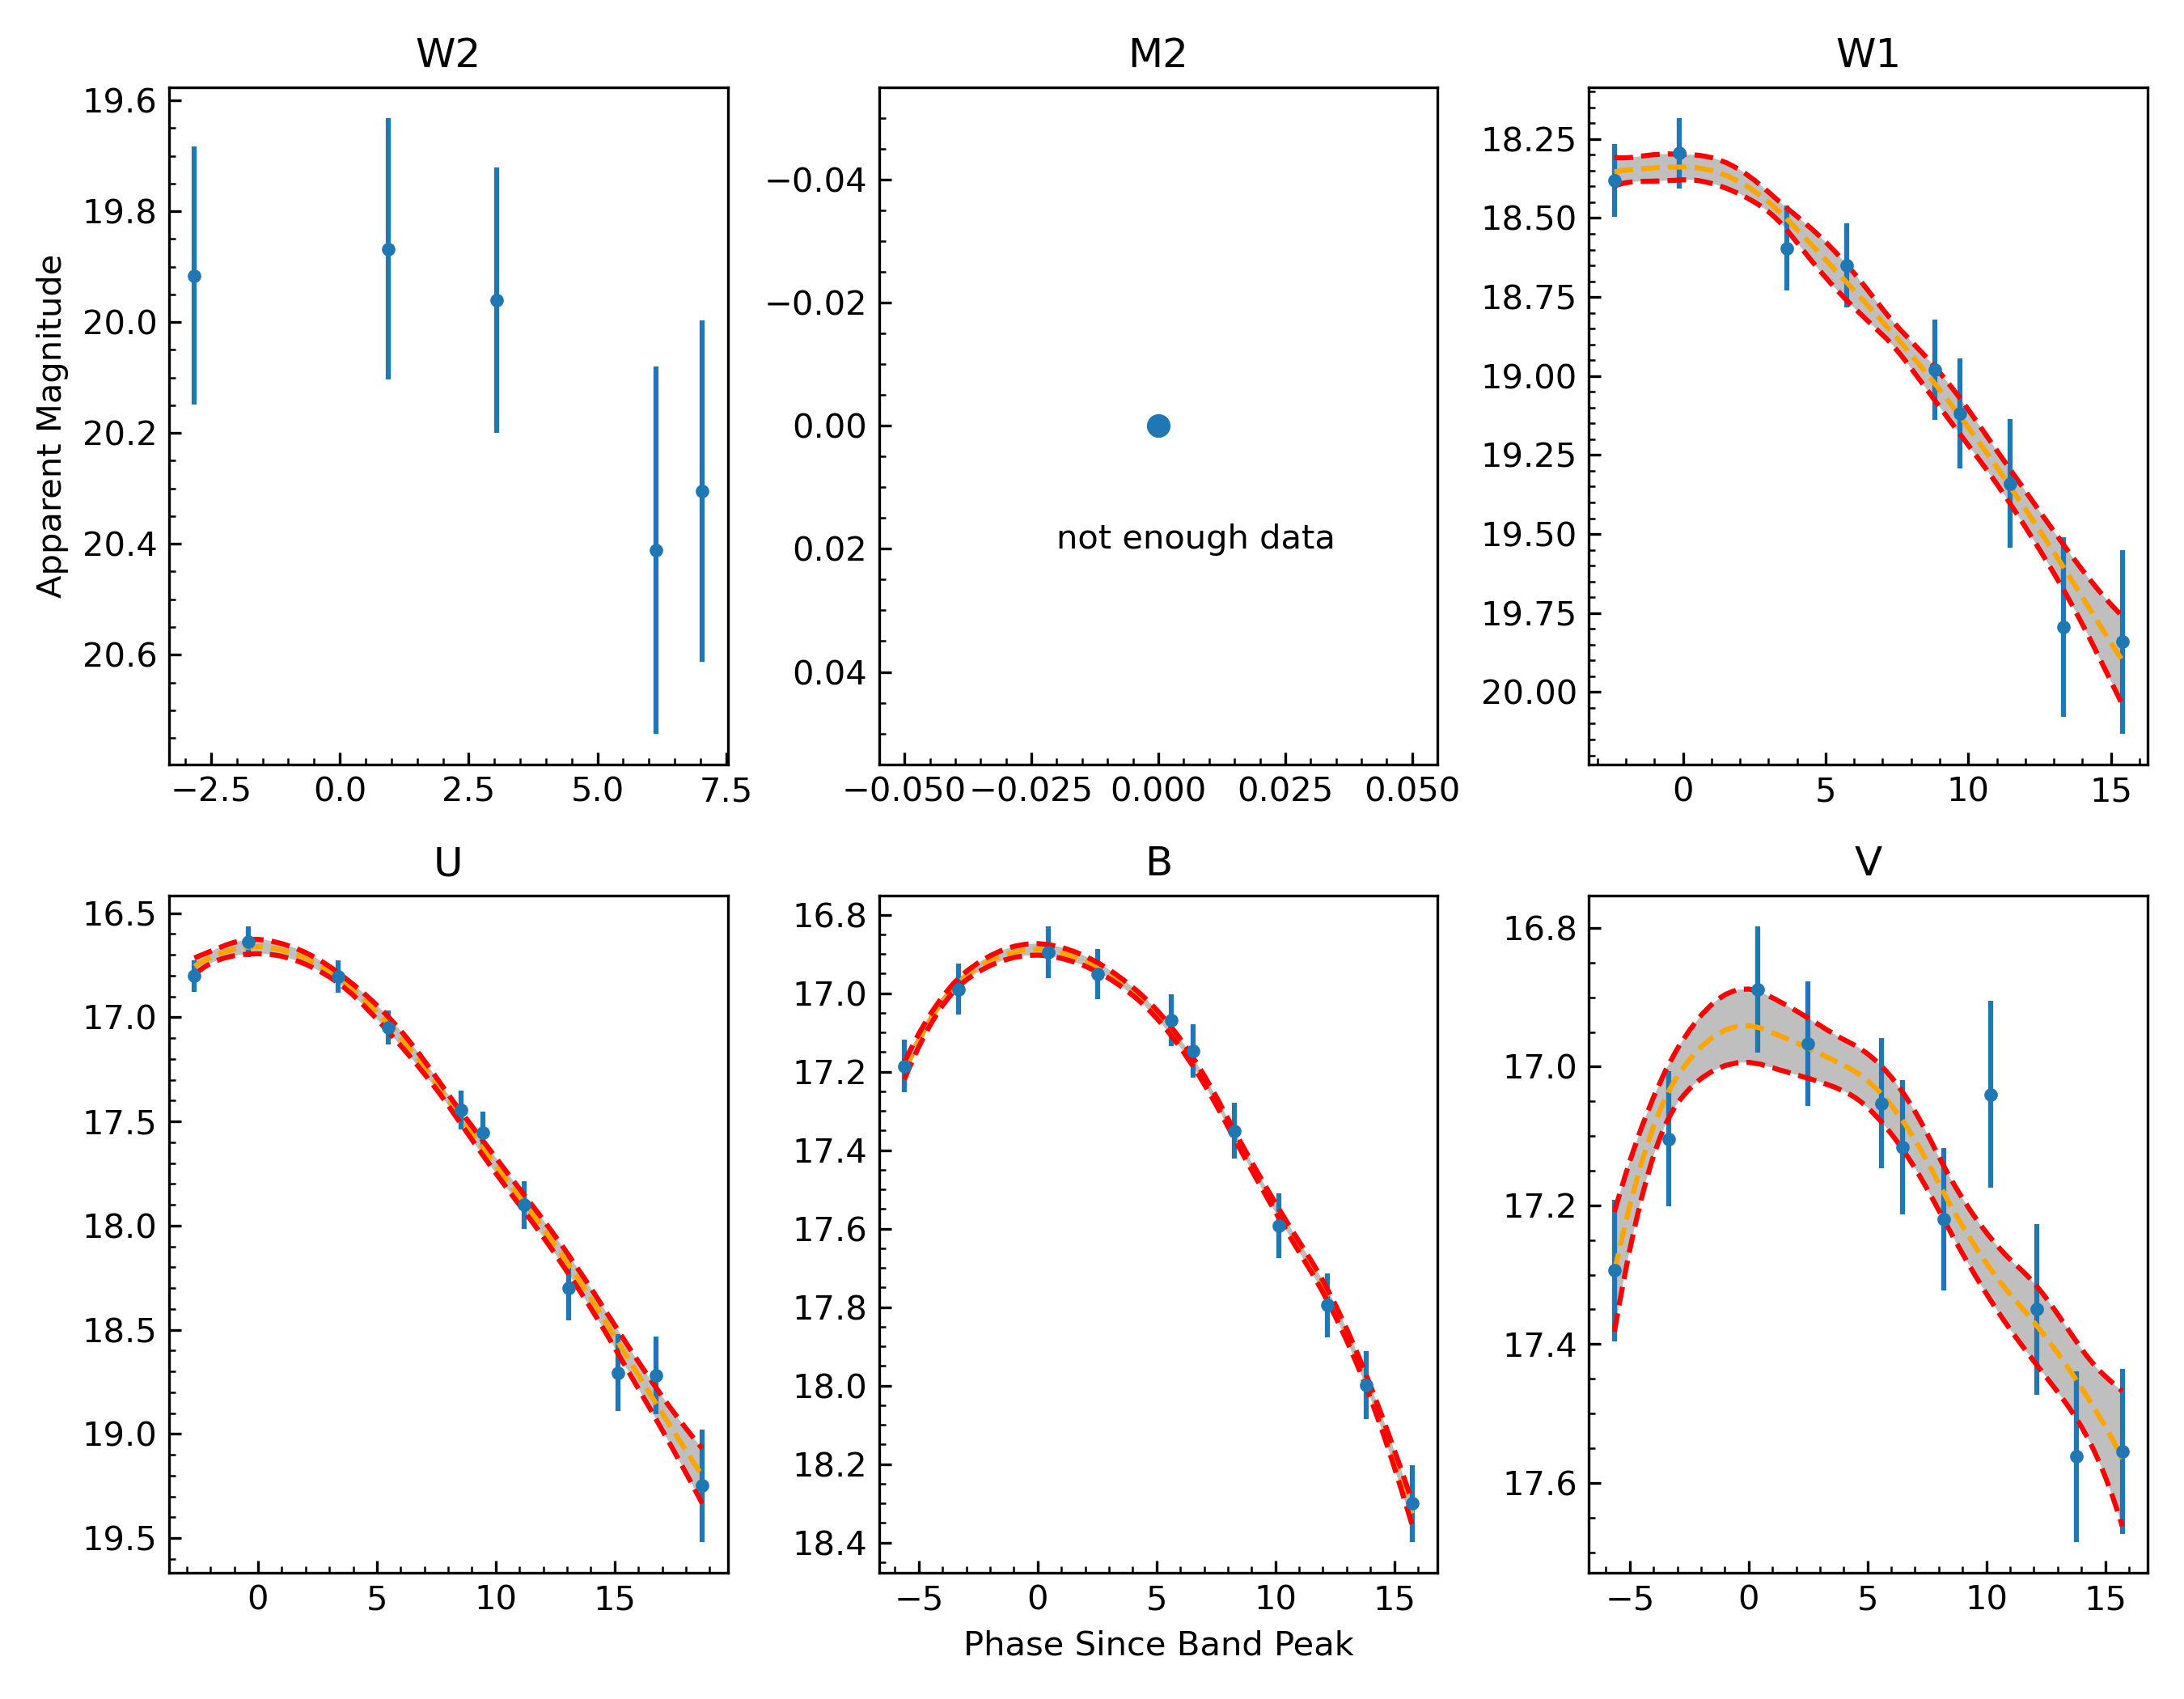 W2
M2
W1
Apparent Magnitude
19.6
19.8
20.0
20.2
20.4
20.6
−2.5 0.0 2.5 5.0 7.5
−0.04
−0.02
0.00
0.02
0.04
not enough data
−0.050 −0.025 0.000 0.025 0.050
18.25
18.50
18.75
19.00
19.25
19.50
19.75
20.00
0 5 10 15
U
B
V
16.5
17.0
17.5
18.0
18.5
19.0
19.5
0 5 10 15
16.8
17.0
17.2
17.4
17.6
17.8
18.0
18.2
18.4
−5 0 5 10 15
16.8
17.0
17.2
17.4
17.6
−5 0 5 10 15
Phase Since Band Peak